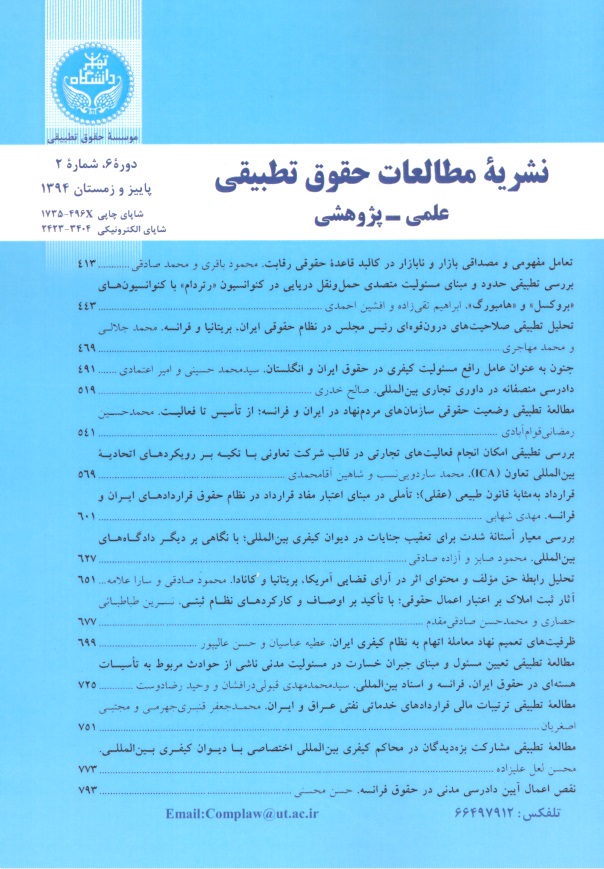 دانشگاه تهران
موسسهٔ حقوق تطبیقی
دورهٔ ۶، شمارهٔ ۲
پاییز و زمستان ۱۳۹۴
شاپای چاپی ۴۹۶X-۱۷۳۵
شاپای الکترونیکی ۳۴۰۴-۲۴۲۳
نشریهٔ مطالعات حقوق تطبیقی
علمی – پژوهشی
تعامل مفهومی و مصداقی بازار و نابازار در کالبد قاعدهٔ حقوقی رقابت. محمود باقری و محمد صادقی .......... ۴۱۳
بررسی تطبیقی حدود و مبنای مسئولیت متصدی حمل‌ونقل دریایی در کنوانسیون «رتردام» با کنوانسیون‌های
«بروکسل» و «هامبورگ». ابراهیم تقی‌زاده و افشین احمدی .......... ۴۴۳
تحلیل تطبیقی صلاحیت‌های درون‌قوه‌ای رئیس مجلس در نظام حقوقی ایران، بریتانیا و فرانسه. محمد جلالی
و محمد مهاجری .......... ۴۶۹
جنون به عنوان عامل رافع مسئولیت کیفری در حقوق ایران و انگلستان. سیدمحمد حسینی و امیر اعتمادی ...... ۴۹۱
دادرسی منصفانه در داوری تجاری بین‌المللی. صالح خدری .......... ۵۱۹
مطالعهٔ تطبیقی وضعیت حقوقی سازمان‌های مردم‌نهاد در ایران و فرانسه؛ از تأسیس تا فعالیت. محمدحسین
رمضانی‌قوام‌آبادی .......... ۵۴۱
بررسی تطبیقی امکان انجام فعالیت‌های تجارتی در قالب شرکت تعاونی با تکیه بر رویکردهای اتحادیهٔ
بین‌المللی تعاون (ICA). محمد ساردویی‌نسب و شاهین آقامحمدی .......... ۵۶۹
قرارداد به‌مثابهٔ قانون طبیعی (عقلی)؛ تأملی در مبنای اعتبار مفاد قرارداد در نظام حقوق قراردادهای ایران و
فرانسه. مهدی شهابی .......... ۶۰۱
بررسی معیار آستانهٔ شدت برای تعقیب جنایات در دیوان کیفری بین‌المللی؛ با نگاهی بر دیگر دادگاه‌های
بین‌المللی. محمود صابر و آزاده صادقی .......... ۶۲۷
تحلیل رابطهٔ حق مؤلف و محتوای اثر در آرای قضایی آمریکا، بریتانیا و کانادا. محمود صادقی و سارا علامه... ۶۵۱
آثار ثبت املاک بر اعتبار اعمال حقوقی؛ با تأکید بر اوصاف و کارکردهای نظام ثبتی. نسرین طباطبائی
حصاری و محمدحسن صادقی‌مقدم .......... ۶۷۷
ظرفیت‌های تعمیم نهاد معاملهٔ اتهام به نظام کیفری ایران. عطیه عباسیان و حسن عالیپور .......... ۶۹۹
مطالعهٔ تطبیقی تعیین مسئول و مبنای جبران خسارت در مسئولیت مدنی ناشی از حوادث مربوط به تأسیسات
هسته‌ای در حقوق ایران، فرانسه و اسناد بین‌المللی. سیدمحمدمهدی قبولی‌درافشان و وحید رضادوست .......... ۷۲۵
مطالعهٔ تطبیقی ترتیبات مالی قراردادهای خدماتی نفتی عراق و ایران. محمدجعفر قنبری‌جهرمی و مجتبی
اصغریان .......... ۷۵۱
مطالعهٔ تطبیقی مشارکت بزه‌دیدگان در محاکم کیفری بین‌المللی اختصاصی با دیوان کیفری بین‌المللی.
محسن لعل علیزاده .......... ۷۷۳
نقض اعمال آیین دادرسی مدنی در حقوق فرانسه. حسن محسنی .......... ۷۹۳
تلفکس: ۶۶۴۹۷۹۱۲ Email:Complaw@ut.ac.ir